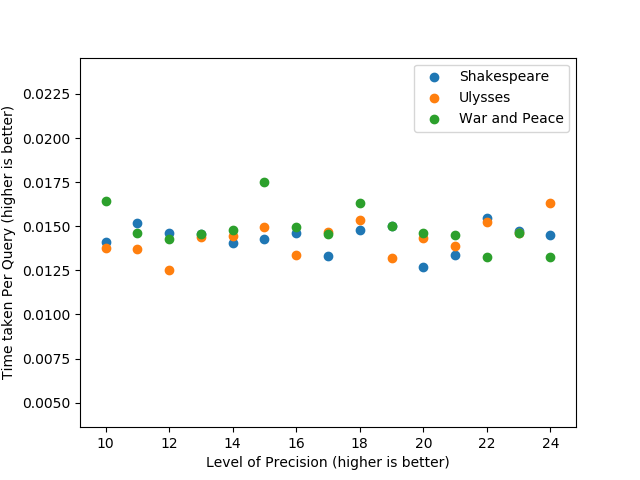 Shakespeare
Ulysses
War and Peace
Time taken Per Query (higher is better)
0.0225
0.0200
0.0175
0.0150
0.0125
0.0100
0.0075
0.0050
10 12 14 16 18 20 22 24
Level of Precision (higher is better)